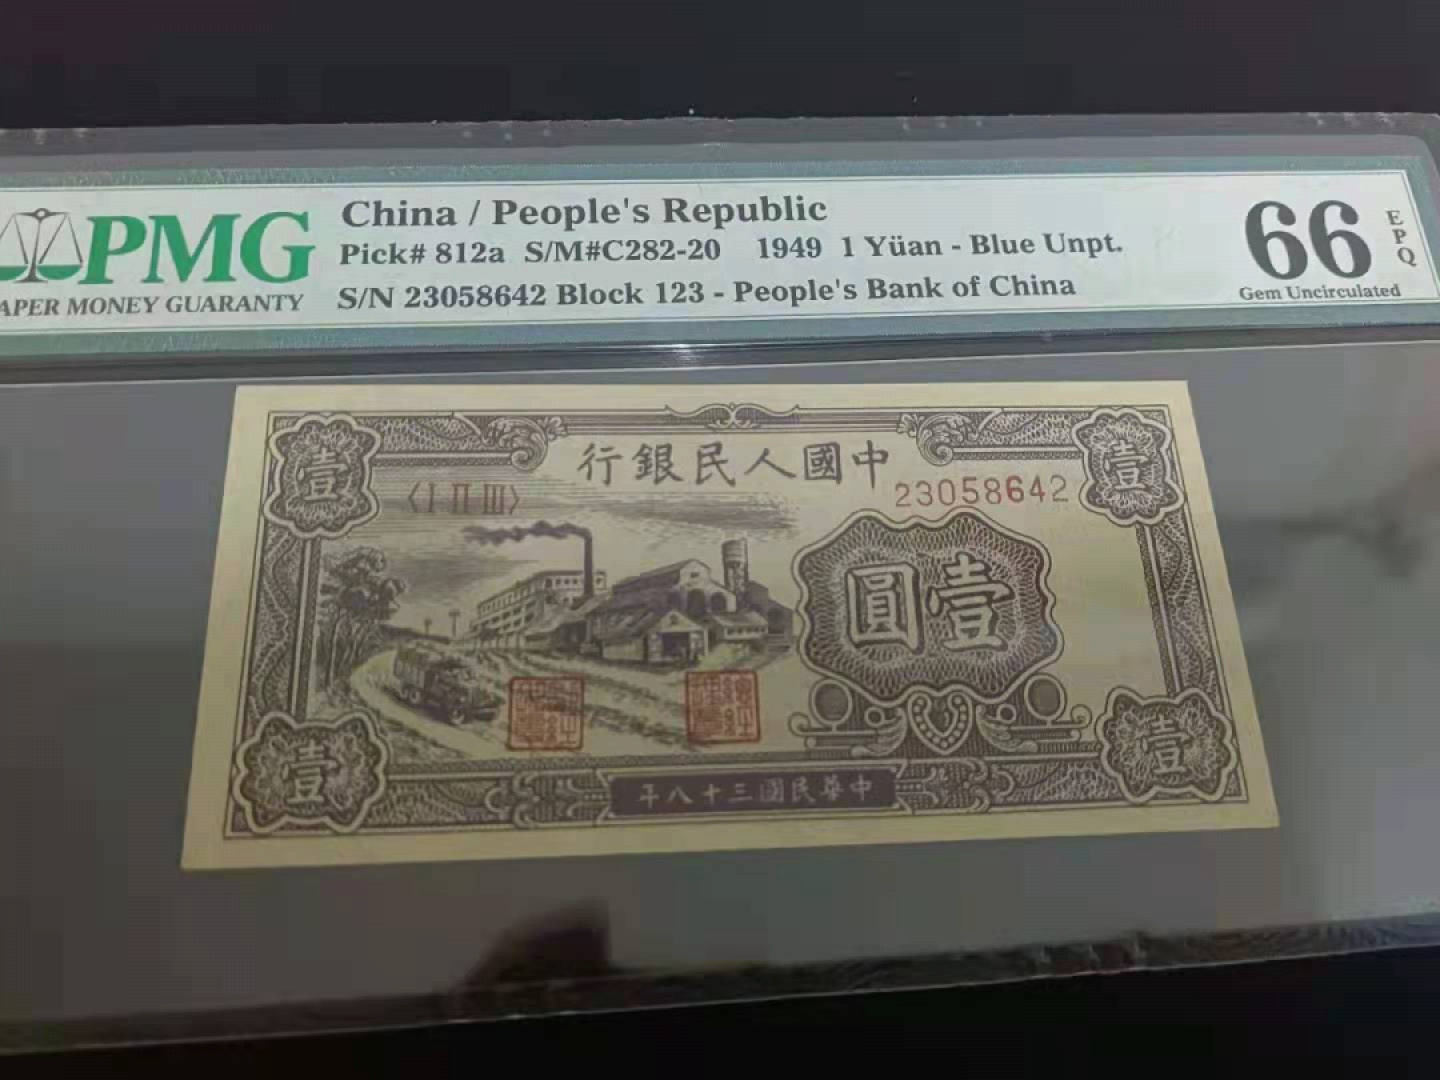 PMG
APER MONEY GUARANTY
China / People's Republic
Pick# 812a S/M#C282-20 1949 1 Yüan - Blue Unpt.
S/N 23058642 Block 123 - People's Bank of China
66
EPQ
Gem Uncirculated
行銀民人國中
〈I II III〉
23058642
壹
壹
圓壹
壹
壹
年八十三國民華中